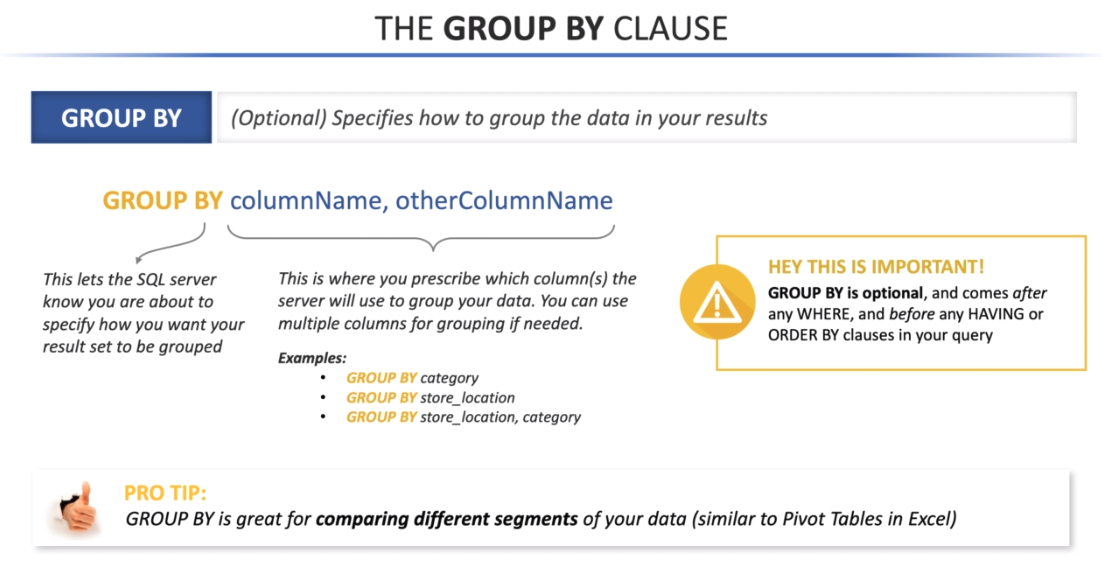 THE GROUP BY CLAUSE
GROUP BY
(Optional) Specifies how to group the data in your results
GROUP BY columnName, otherColumnName
This lets the SQL server
know you are about to
specify how you want your
result set to be grouped
This is where you prescribe which column(s) the
server will use to group your data. You can use
multiple columns for grouping if needed.
Examples:
• GROUP BY category
• GROUP BY store_location
• GROUP BY store_location, category
HEY THIS IS IMPORTANT!
GROUP BY is optional, and comes after
any WHERE, and before any HAVING or
ORDER BY clauses in your query
PRO TIP:
GROUP BY is great for comparing different segments of your data (similar to Pivot Tables in Excel)